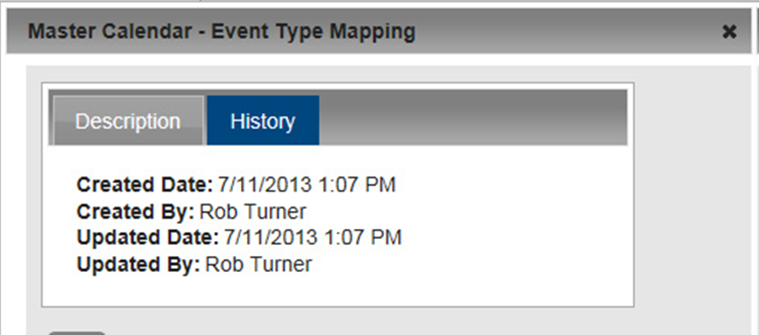 Master Calendar - Event Type Mapping
Description History
Created Date: 7/11/2013 1:07 PM
Created By: Rob Turner
Updated Date: 7/11/2013 1:07 PM
Updated By: Rob Turner